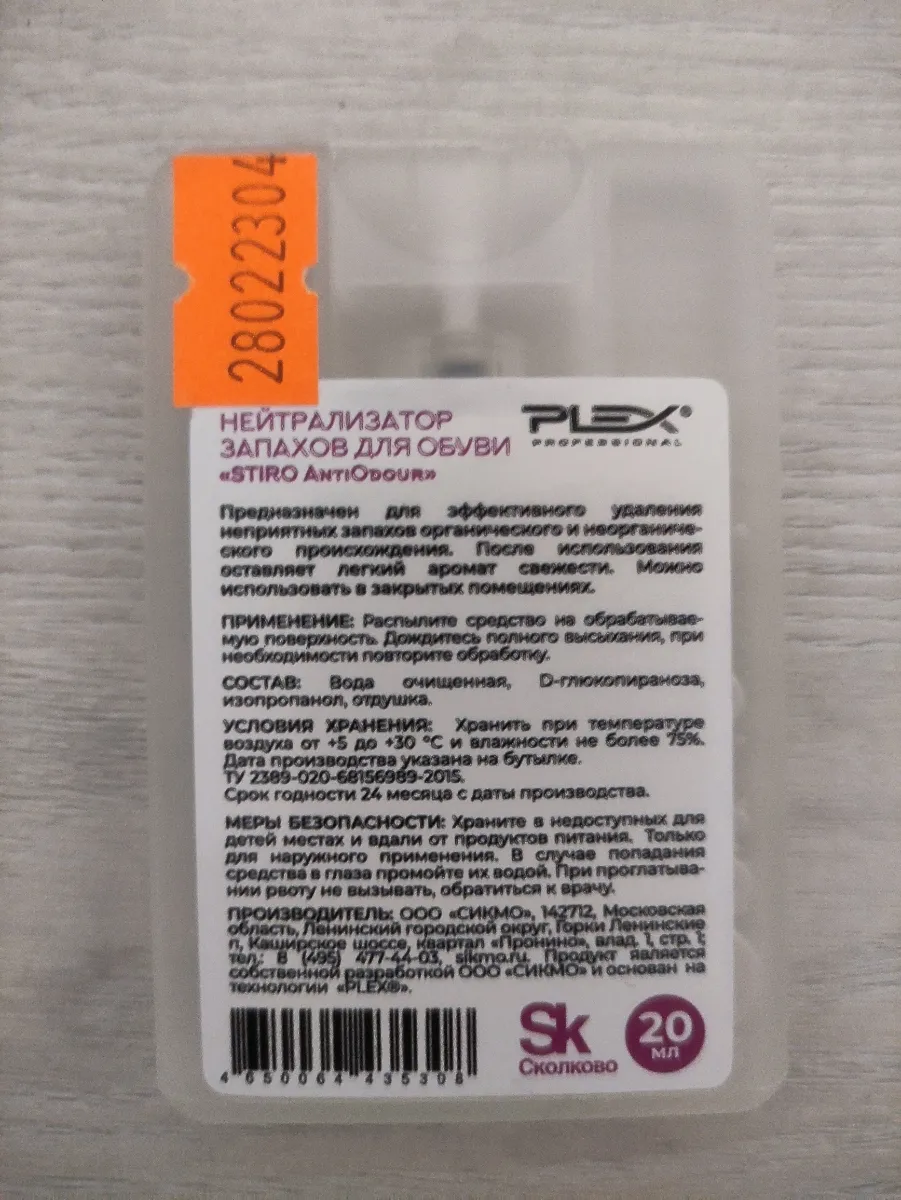 28022304
НЕЙТРАЛИЗАТОР
ЗАПАХОВ ДЛЯ ОБУВИ
«STIRO AntiOdour»
PLEX®
PROFESSIONAL
Предназначен для эффективного удаления
неприятных запахов органического и неорганиче-
ского происхождения. После использования
оставляет легкий аромат свежести. Можно
использовать в закрытых помещениях.
ПРИМЕНЕНИЕ: Распылите средство на обрабатывае-
мую поверхность. Дождитесь полного высыхания, при
необходимости повторите обработку.
СОСТАВ: Вода очищенная, D-глюкопираноза,
изопропанол, отдушка.
УСЛОВИЯ ХРАНЕНИЯ: Хранить при температуре
воздуха от +5 до +30 °С и влажности не более 75%.
Дата производства указана на бутылке.
ТУ 2389-020-68156989-2015.
Срок годности 24 месяца с даты производства.
МЕРЫ БЕЗОПАСНОСТИ: Храните в недоступных для
детей местах и вдали от продуктов питания. Только
для наружного применения. В случае попадания
средства в глаза промойте их водой. При проглатыва-
нии рвоту не вызывать, обратиться к врачу.
ПРОИЗВОДИТЕЛЬ: ООО «СИКМО», 142712, Московская
область, Ленинский городской округ, Горки Ленинские
п, Каширское шоссе, квартал «Пронино», влад. 1, стр. 1;
тел.: 8 (495) 477-44-03, sikmo.ru. Продукт является
собственной разработкой ООО «СИКМО» и основан на
технологии «PLEX®».
4 650064 435308
Sk
Сколково
20
МЛ